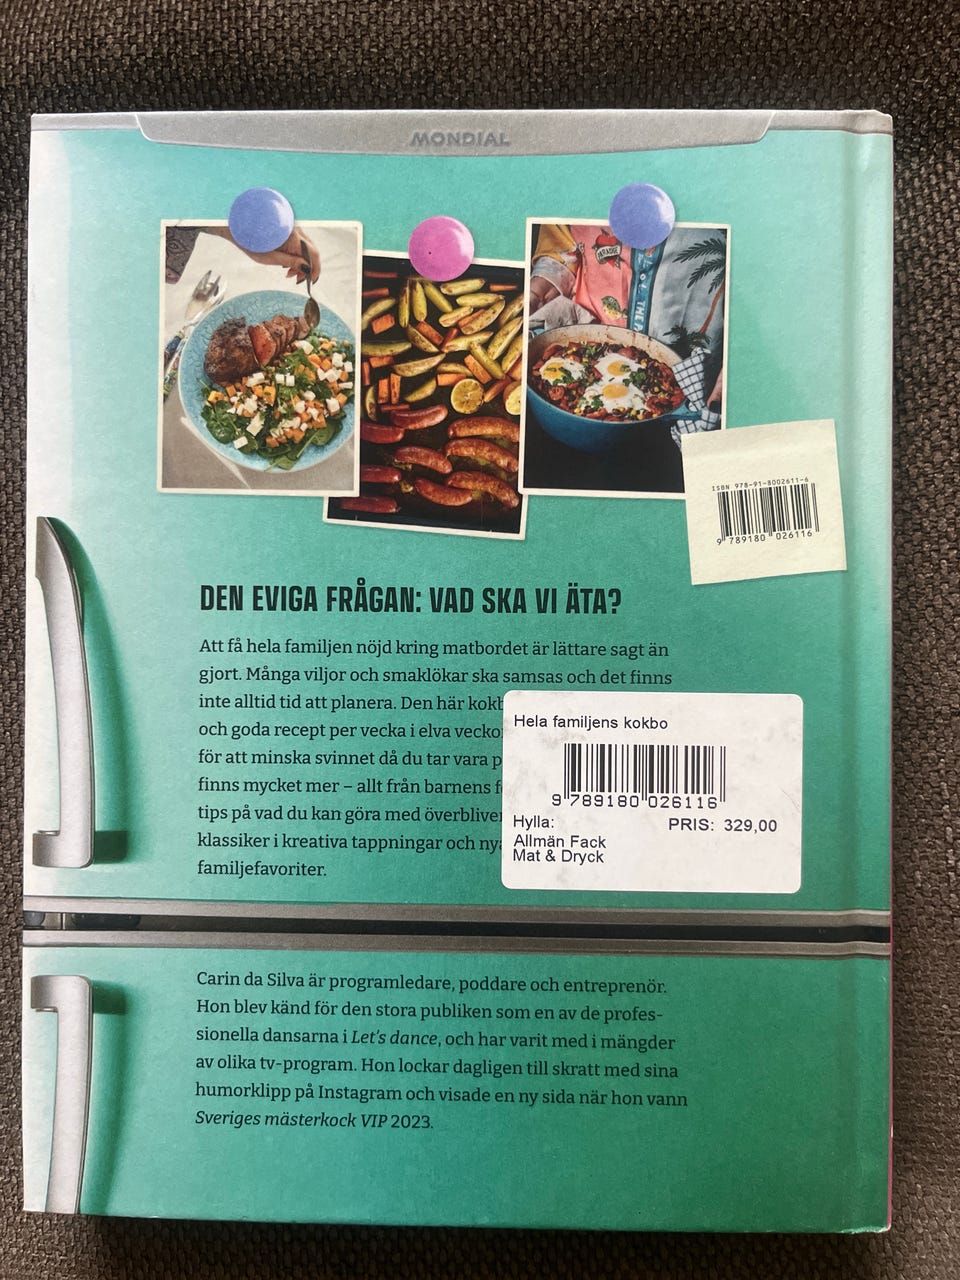 MONDIAL
PARADISE
THE
ISBN 978-91-8002611-6
9 789180 026116
DEN EVIGA FRÅGAN: VAD SKA VI ÄTA?
Att få hela familjen nöjd kring matbordet är lättare sagt än
gjort. Många viljor och smaklökar ska samsas och det finns
inte alltid tid att planera. Den här
och goda recept per vecka i elva
för att minska svinnet då du tar vara
finns mycket mer – allt från barnens
tips på vad du kan göra med
klassiker i kreativa tappningar och
familjefavoriter.
Hela familjens kokbo
9 789180 026116
Hylla: PRIS: 329,00
Allmän Fack
Mat & Dryck
Carin da Silva är programledare, poddare och entreprenör.
Hon blev känd för den stora publiken som en av de profes-
sionella dansarna i Let's dance, och har varit med i mängder
av olika tv-program. Hon lockar dagligen till skratt med sina
humorklipp på Instagram och visade en ny sida när hon vann
Sveriges mästerkock VIP 2023.